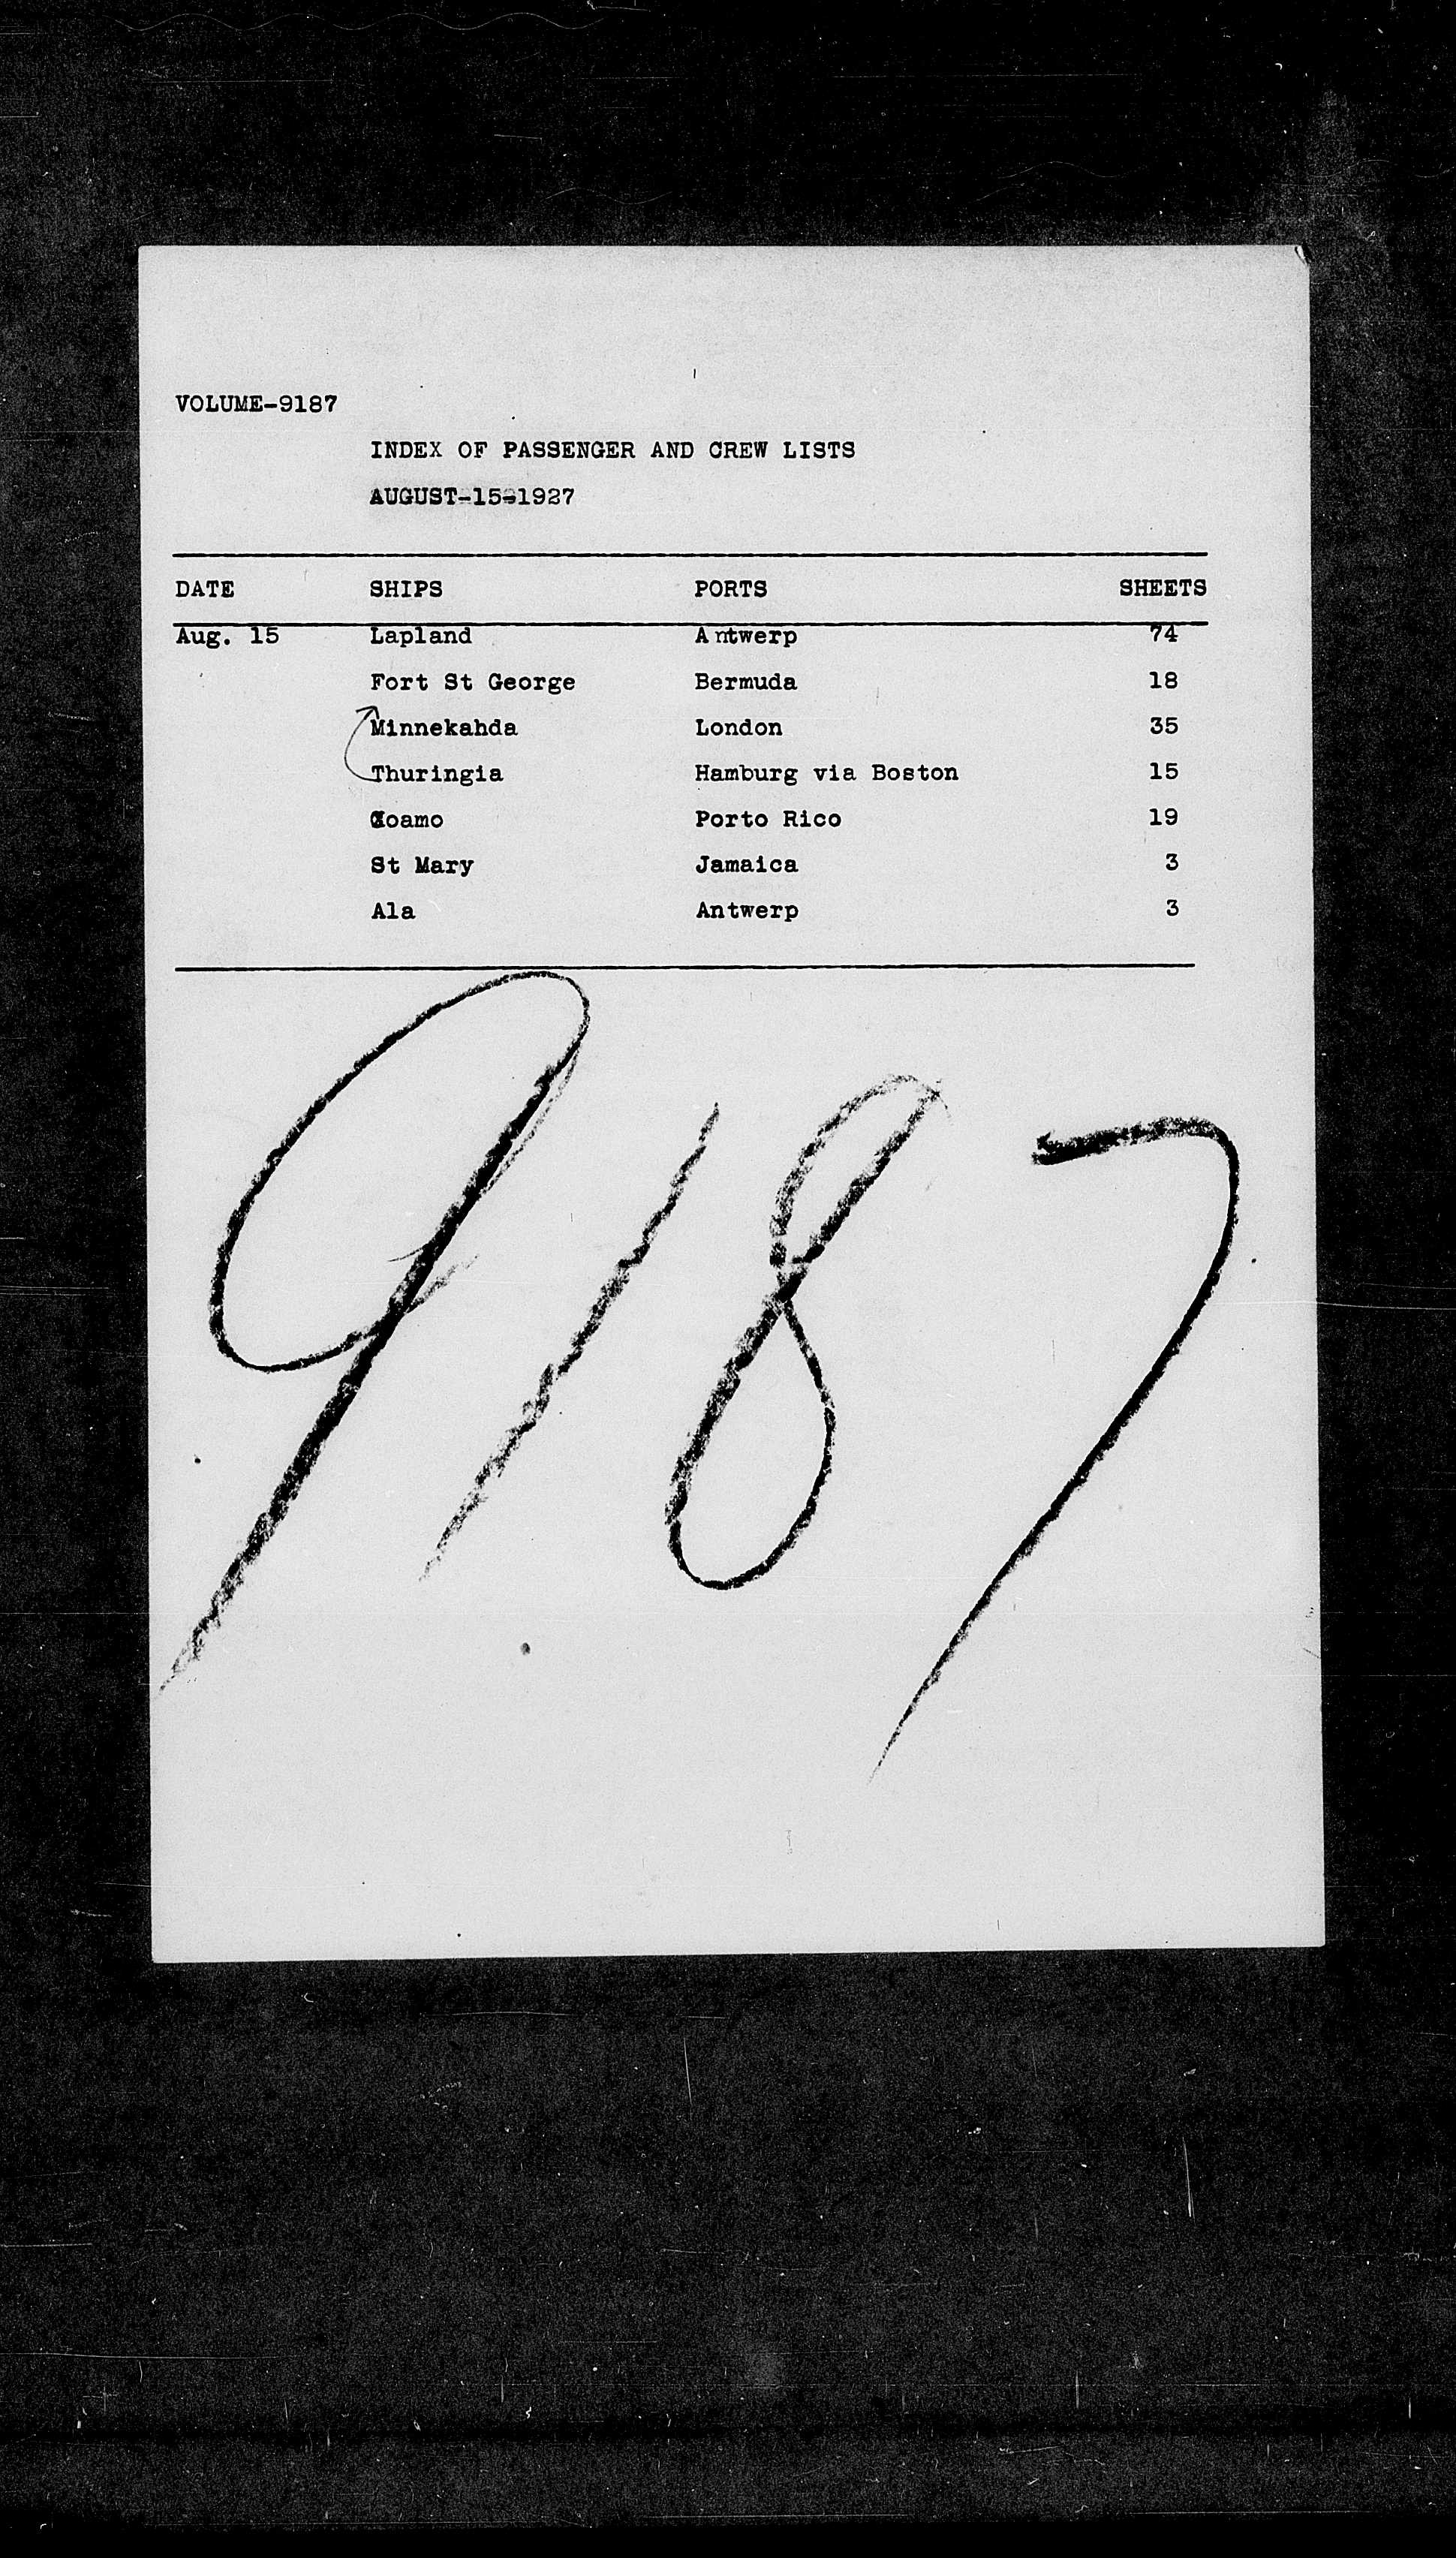 VOLUME-9187
INDEX OF PASSENGER AND CREW LISTS
AUGUST-15-1927
DATE SHIPS PORTS SHEETS
Aug. 15 Lapland Antwerp 74
Fort St George Bermuda 18
Minnekahda London 35
Thuringia Hamburg via Boston 15
Coamo Porto Rico 19
St Mary Jamaica 3
Ala Antwerp 3
9187